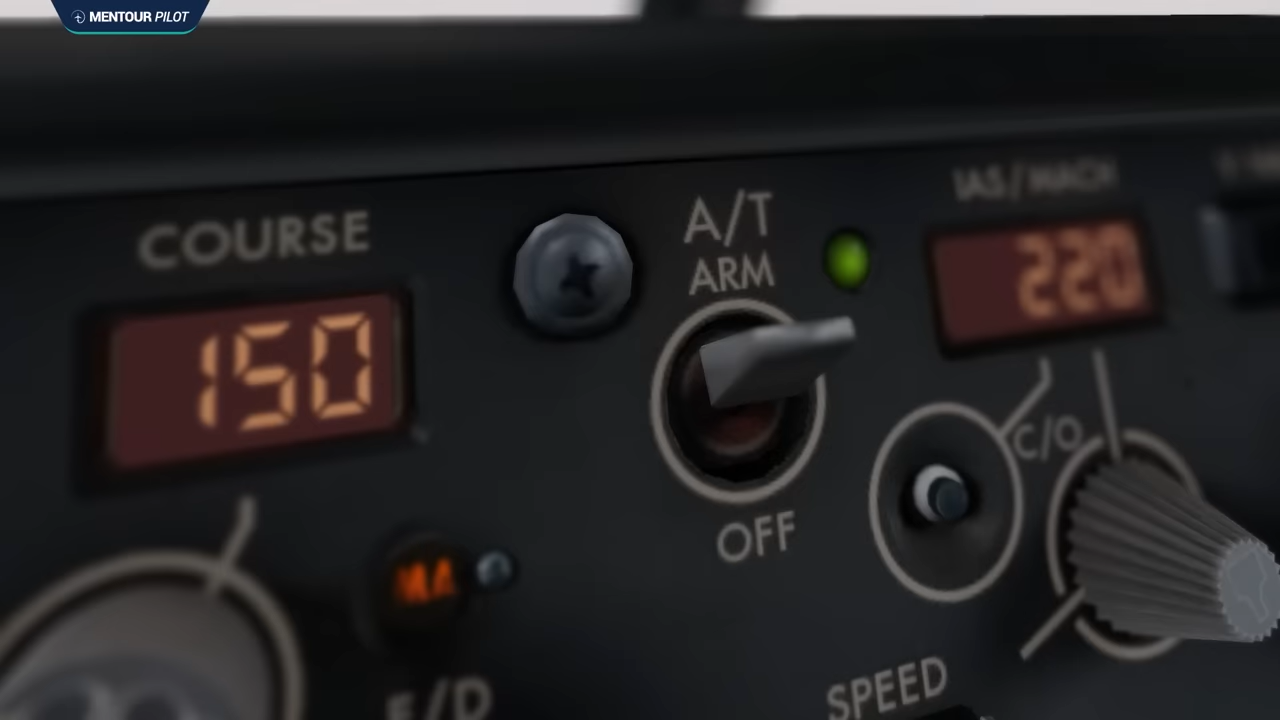 MENTOUR PILOT
COURSE
150
A/T
ARM
OFF
IAS/MACH
220
C/O
MA
F/D
SPEED